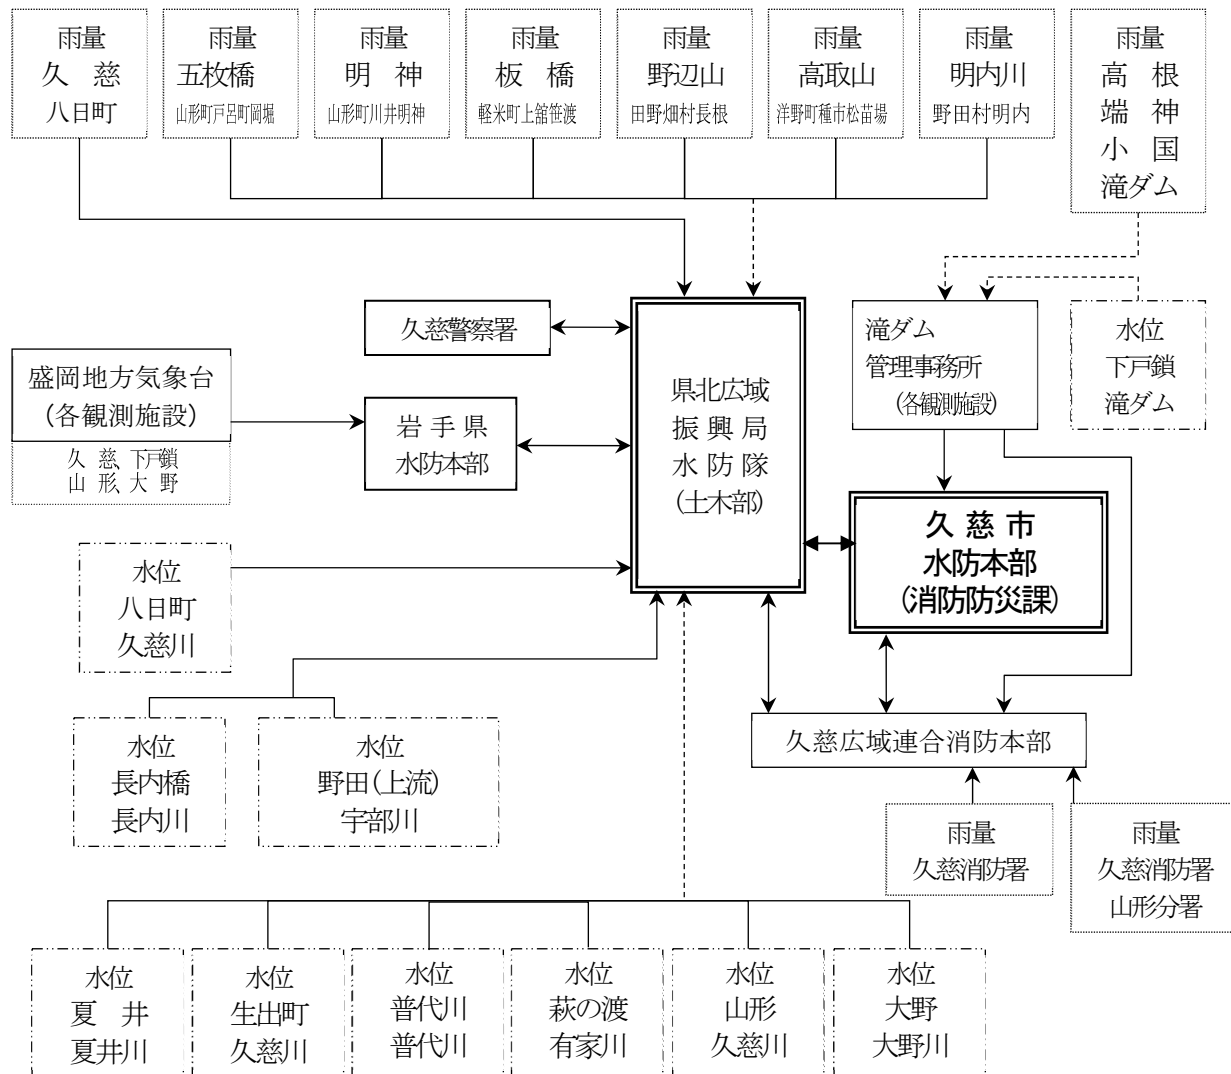 雨量
久 慈
八日町
雨量
五枚橋
山形町戸呂町岡堀
雨量
明 神
山形町川井明神
雨量
板 橋
軽米町上舘笹渡
雨量
野辺山
田野畑村長根
雨量
高取山
洋野町種市松苗場
雨量
明内川
野田村明内
雨量
高 根
端 神
小 国
滝ダム
久慈警察署
盛岡地方気象台
(各観測施設)
久 慈、下戸鎖
山 形、大 野
岩 手 県
水防本部
県北広域
振 興 局
水 防 隊
(土木部)
滝ダム
管理事務所
(各観測施設)
水位
下戸鎖
滝ダム
久 慈 市
水防本部
(消防防災課)
水位
八日町
久慈川
水位
長内橋
長内川
水位
野田(上流)
宇部川
久慈広域連合消防本部
雨量
久慈消防署
雨量
久慈消防署
山形分署
水位
夏 井
夏井川
水位
生出町
久慈川
水位
普代川
普代川
水位
萩の渡
有家川
水位
山形
久慈川
水位
大野
大野川